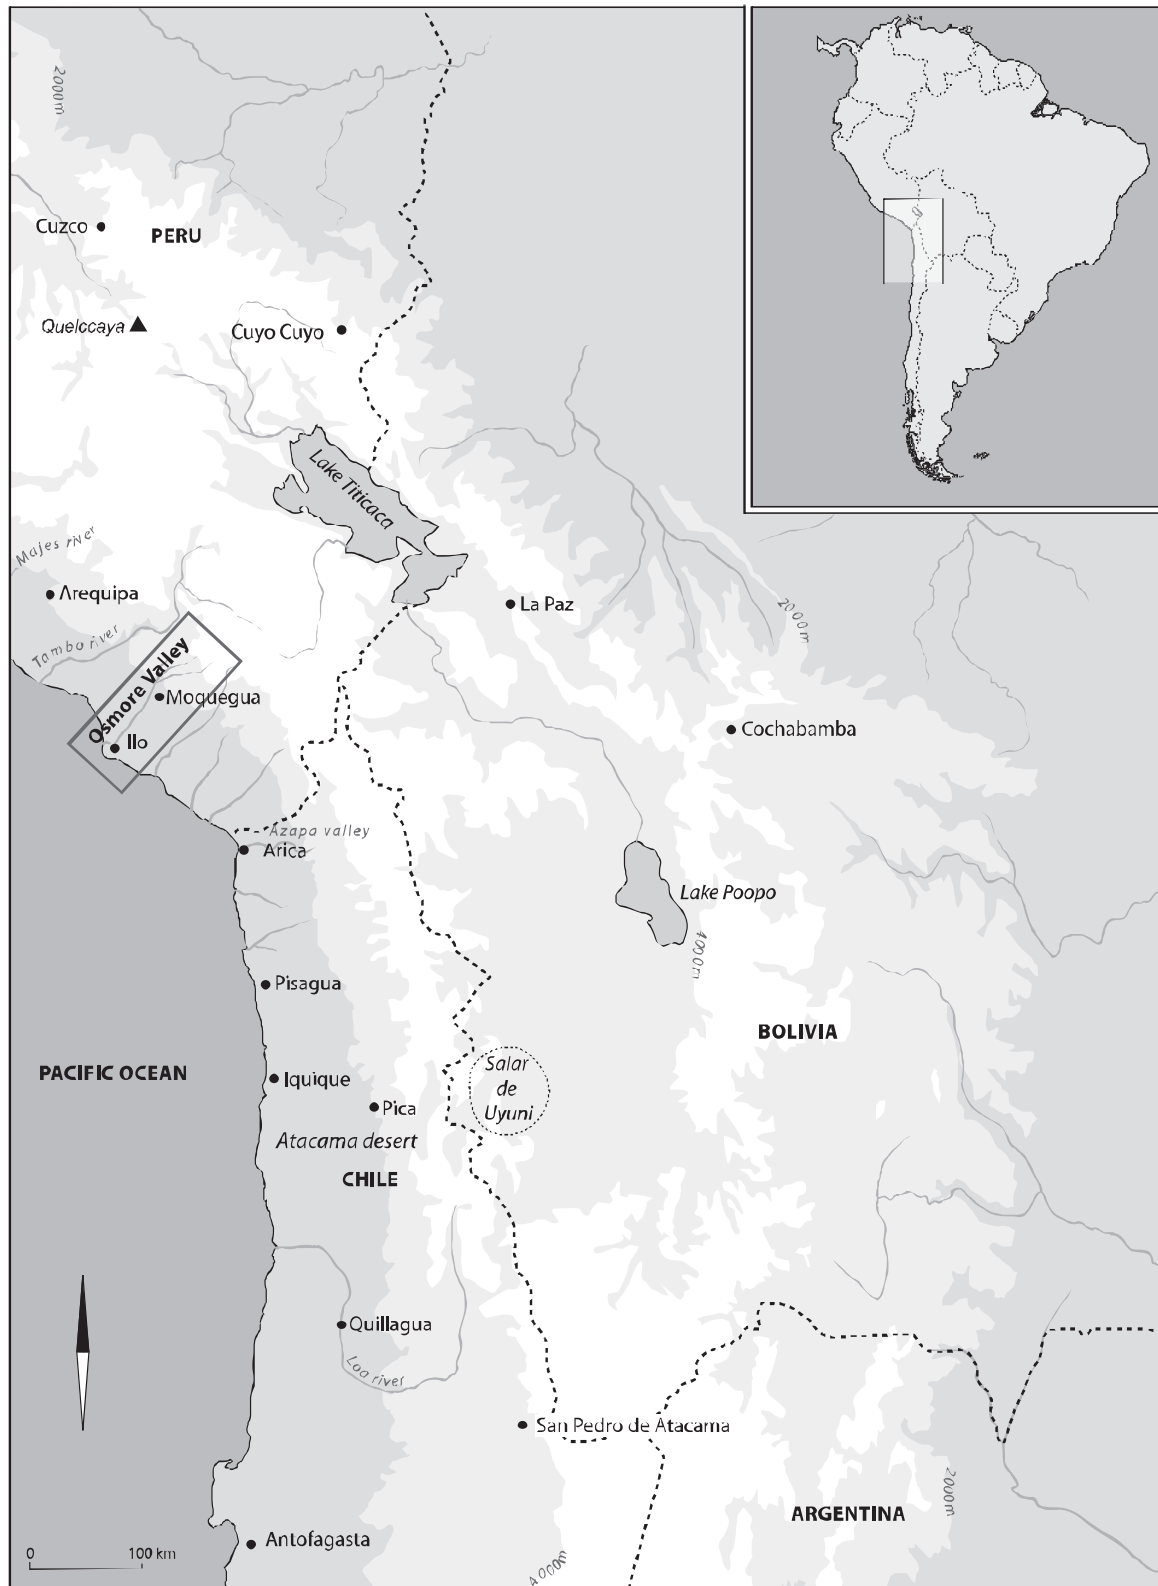 2000m
Cuzco
PERU
Quelccaya
Cuyo Cuyo
Lake Titicaca
Majes river
Arequipa
La Paz
2000m
Tambo river
Osmore Valley
Moquegua
Ilo
Cochabamba
Azapa valley
Arica
Lake Poopo
4000m
Pisagua
BOLIVIA
PACIFIC OCEAN
Iquique
Salar
de
Uyuni
Pica
Atacama desert
CHILE
Quillagua
Loa river
San Pedro de Atacama
2000m
ARGENTINA
Antofagasta
0 100 km
4000m